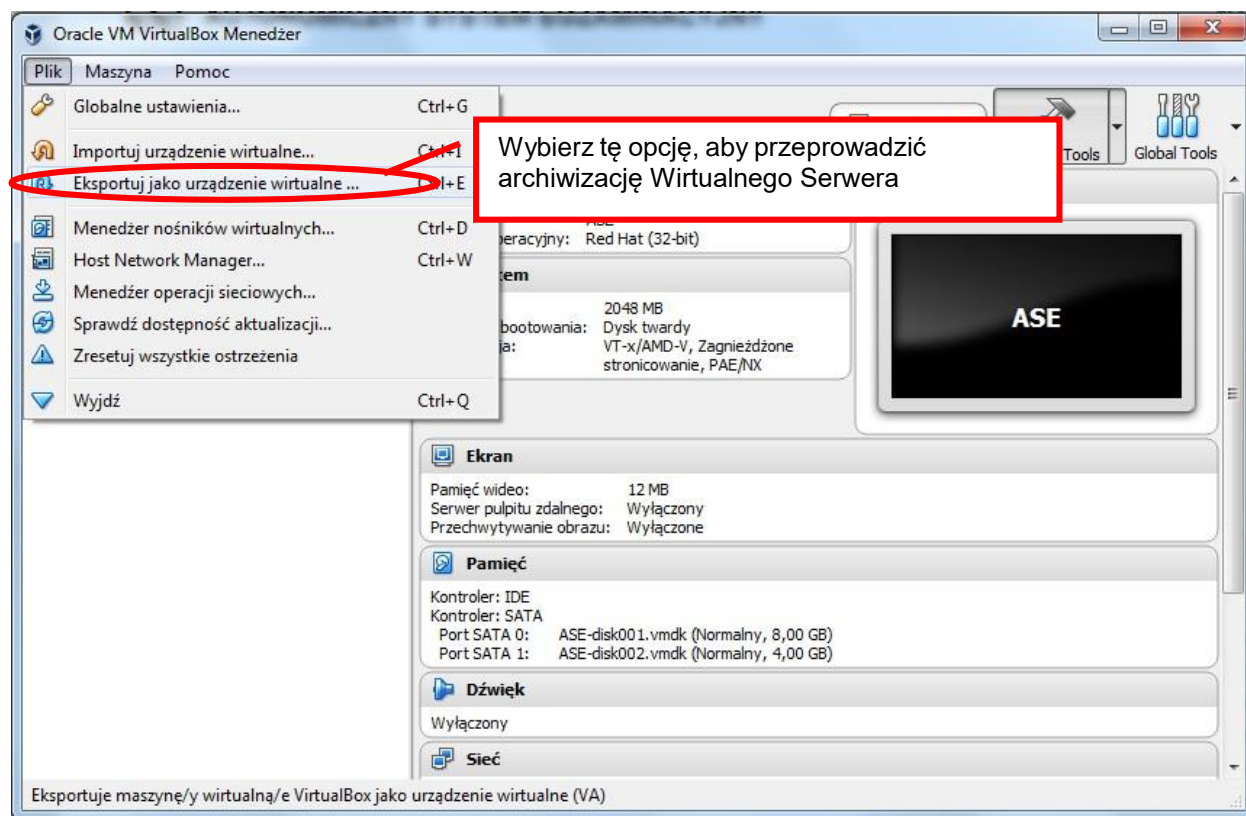 Oracle VM VirtualBox Menedżer
Plik Maszyna Pomoc
Globalne ustawienia... Ctrl+G
Importuj urządzenie wirtualne... Ctrl+I
Eksportuj jako urządzenie wirtualne ... Ctrl+E
Menedżer nośników wirtualnych... Ctrl+D
Host Network Manager... Ctrl+W
Menedżer operacji sieciowych...
Sprawdź dostępność aktualizacji...
Zresetuj wszystkie ostrzeżenia
Wyjdź Ctrl+Q
Wybierz tę opcję, aby przeprowadzić
archiwizację Wirtualnego Serwera
Tools
Global Tools
eracyjny: Red Hat (32-bit)
tem
2048 MB
bootowania: Dysk twardy
ja: VT-x/AMD-V, Zagnieżdżone
stronicowanie, PAE/NX
ASE
Ekran
Pamięć wideo: 12 MB
Serwer pulpitu zdalnego: Wyłączony
Przechwytywanie obrazu: Wyłączone
Pamięć
Kontroler: IDE
Kontroler: SATA
Port SATA 0: ASE-disk001.vmdk (Normalny, 8,00 GB)
Port SATA 1: ASE-disk002.vmdk (Normalny, 4,00 GB)
Dźwięk
Wyłączony
Sieć
Eksportuje maszynę/y wirtualną/e VirtualBox jako urządzenie wirtualne (VA)